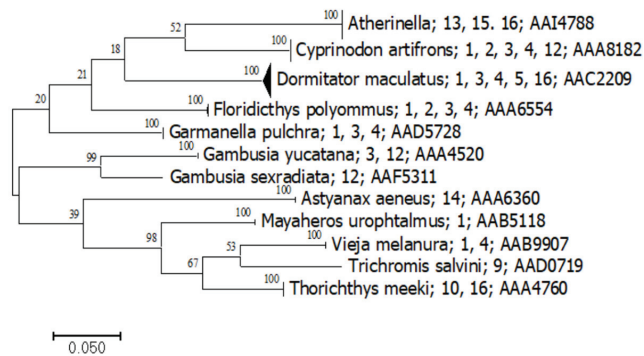 100
Atherinella; 13, 15. 16; AAI4788
52
100
Cyprinodon artifrons; 1, 2, 3, 4, 12; AAA8182
18
100
Dormitator maculatus; 1, 3, 4, 5, 16; AAC2209
21
100
Floridicthys polyommus; 1, 2, 3, 4; AAA6554
20
100
Garmanella pulchra; 1, 3, 4; AAD5728
100
Gambusia yucatana; 3, 12; AAA4520
99
Gambusia sexradiata; 12; AAF5311
100
Astyanax aeneus; 14; AAA6360
39
100
Mayaheros urophtalmus; 1; AAB5118
98
100
Vieja melanura; 1, 4; AAB9907
53
Trichromis salvini; 9; AAD0719
67
100
Thorichthys meeki; 10, 16; AAA4760
0.050